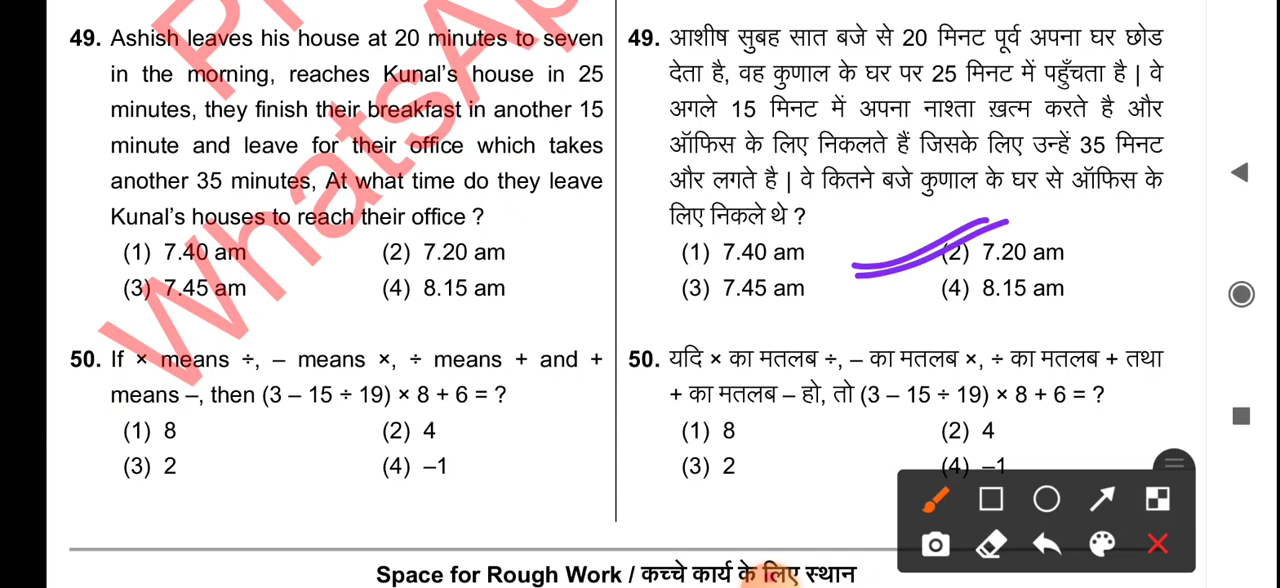 49. Ashish leaves his house at 20 minutes to seven
in the morning, reaches Kunal's house in 25
minutes, they finish their breakfast in another 15
minute and leave for their office which takes
another 35 minutes, At what time do they leave
Kunal's houses to reach their office ?
(1) 7.40 am (2) 7.20 am
(3) 7.45 am (4) 8.15 am
50. If × means ÷, – means ×, ÷ means + and +
means –, then (3 – 15 ÷ 19) × 8 + 6 = ?
(1) 8 (2) 4
(3) 2 (4) –1
49. आशीष सुबह सात बजे से 20 मिनट पूर्व अपना घर छोड
देता है, वह कुणाल के घर पर 25 मिनट में पहुँचता है | वे
अगले 15 मिनट में अपना नाश्ता ख़त्म करते है और
ऑफिस के लिए निकलते हैं जिसके लिए उन्हें 35 मिनट
और लगते है | वे कितने बजे कुणाल के घर से ऑफिस के
लिए निकले थे ?
(1) 7.40 am (2) 7.20 am
(3) 7.45 am (4) 8.15 am
50. यदि × का मतलब ÷, – का मतलब ×, ÷ का मतलब + तथा
+ का मतलब – हो, तो (3 – 15 ÷ 19) × 8 + 6 = ?
(1) 8 (2) 4
(3) 2 (4) –1
Space for Rough Work / कच्चे कार्य के लिए स्थान
WhatsAp